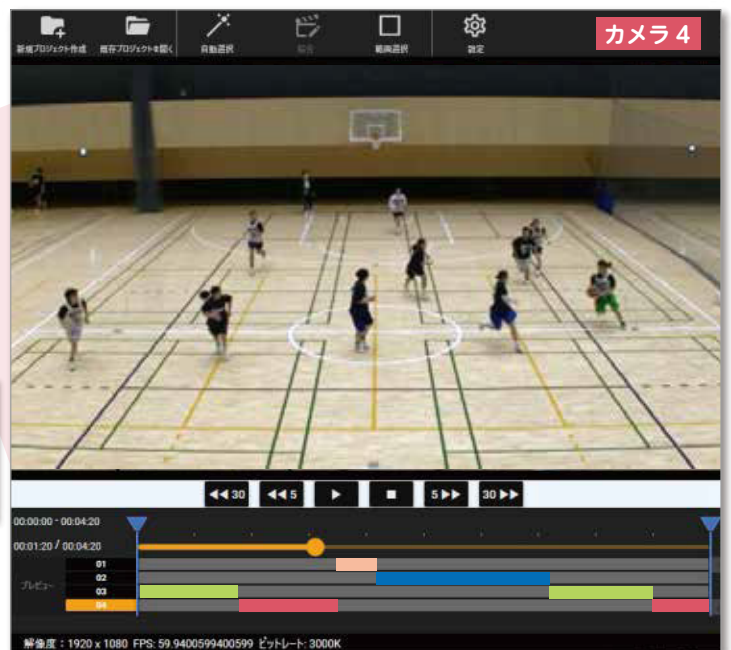 カメラ 4
新規プロジェクト作成 既存プロジェクトを開く 自動選択 結合 範囲選択 設定
◀◀ 30 ◀◀ 5 ▶ ■ 5 ▶▶ 30 ▶▶
00:00:00 - 00:04:20
00:01:20 / 00:04:20
01
プレビュー 02
03
04
解像度：1920 x 1080 FPS: 59.9400599400599 ビットレート: 3000K